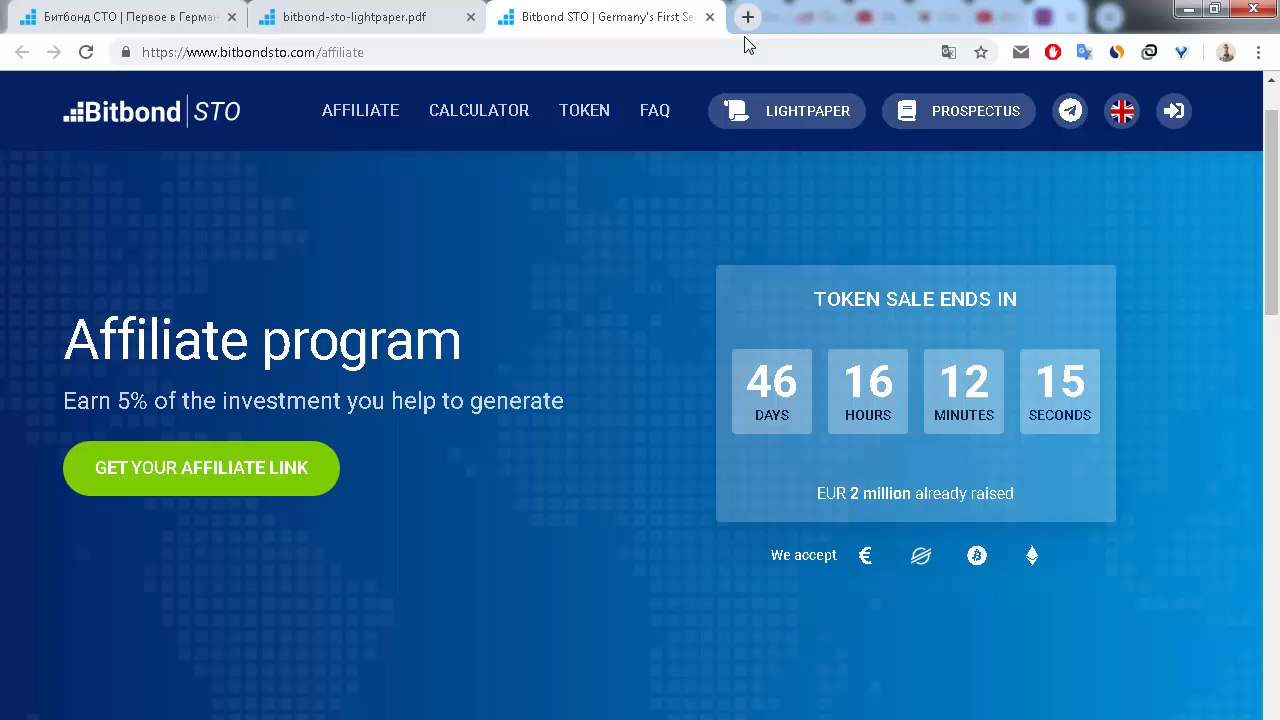 Битбонд СТО | Первое в Герман
bitbond-sto-lightpaper.pdf
Bitbond STO | Germany's First Se
https://www.bitbondsto.com/affiliate
Bitbond STO
AFFILIATE
CALCULATOR
TOKEN
FAQ
LIGHTPAPER
PROSPECTUS
Affiliate program
Earn 5% of the investment you help to generate
GET YOUR AFFILIATE LINK
TOKEN SALE ENDS IN
46 16 12 15
DAYS HOURS MINUTES SECONDS
EUR 2 million already raised
We accept €